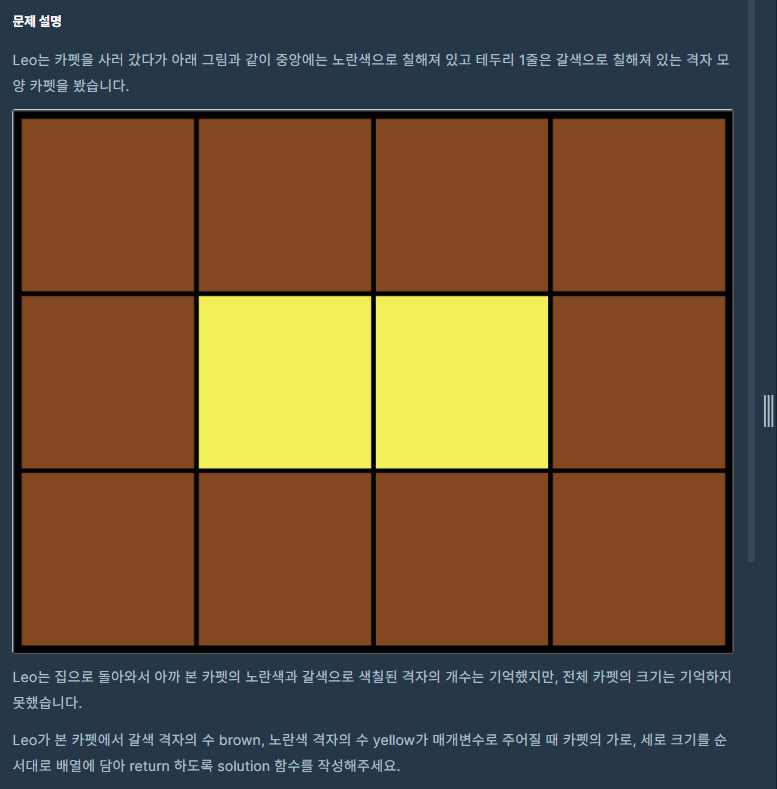 문제 설명
Leo는 카펫을 사러 갔다가 아래 그림과 같이 중앙에는 노란색으로 칠해져 있고 테두리 1줄은 갈색으로 칠해져 있는 격자 모
양 카펫을 봤습니다.
Leo는 집으로 돌아와서 아까 본 카펫의 노란색과 갈색으로 색칠된 격자의 개수는 기억했지만, 전체 카펫의 크기는 기억하지
못했습니다.
Leo가 본 카펫에서 갈색 격자의 수 brown, 노란색 격자의 수 yellow가 매개변수로 주어질 때 카펫의 가로, 세로 크기를 순
서대로 배열에 담아 return 하도록 solution 함수를 작성해주세요.